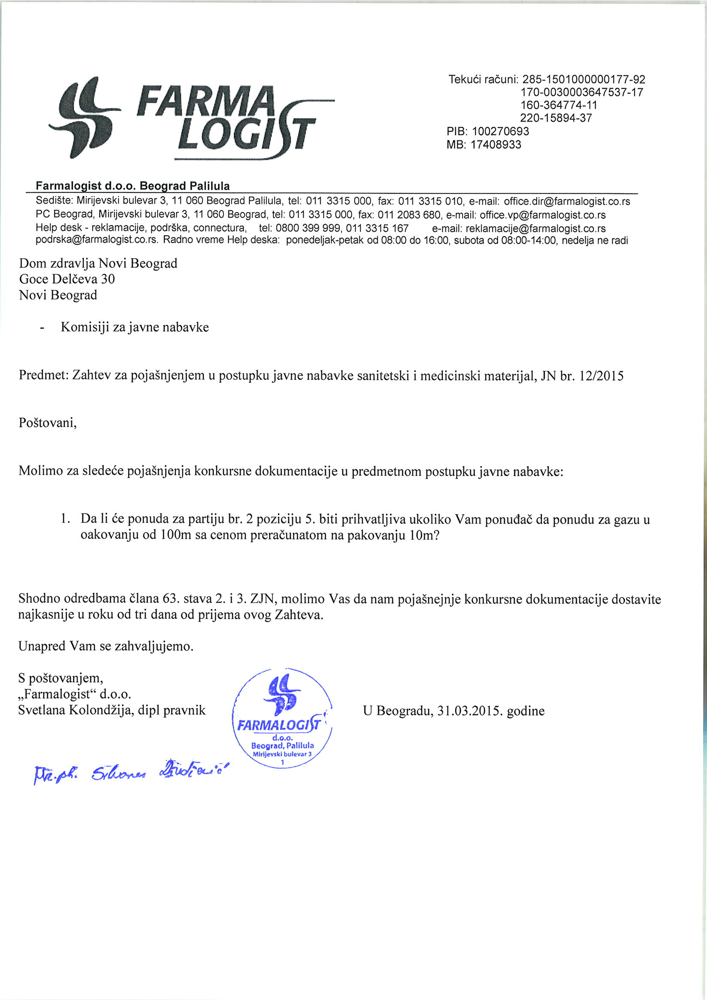 FARMA
LOGIST
Tekući računi: 285-1501000000177-92
170-0030003647537-17
160-364774-11
220-15894-37
PIB: 100270693
MB: 17408933
Farmalogist d.o.o. Beograd Palilula
Sedište: Mirijevski bulevar 3, 11 060 Beograd Palilula, tel: 011 3315 000, fax: 011 3315 010, e-mail: office.dir@farmalogist.co.rs
PC Beograd, Mirijevski bulevar 3, 11 060 Beograd, tel: 011 3315 000, fax: 011 2083 680, e-mail: office.vp@farmalogist.co.rs
Help desk - reklamacije, podrška, connectura, tel: 0800 399 999, 011 3315 167 e-mail: reklamacije@farmalogist.co.rs
podrska@farmalogist.co.rs. Radno vreme Help deska: ponedeljak-petak od 08:00 do 16:00, subota od 08:00-14:00, nedelja ne radi
Dom zdravlja Novi Beograd
Goce Delčeva 30
Novi Beograd
- Komisiji za javne nabavke
Predmet: Zahtev za pojašnjenjem u postupku javne nabavke sanitetski i medicinski materijal, JN br. 12/2015
Poštovani,
Molimo za sledeće pojašnjenja konkursne dokumentacije u predmetnom postupku javne nabavke:
1. Da li će ponuda za partiju br. 2 poziciju 5. biti prihvatljiva ukoliko Vam ponuđač da ponudu za gazu u
oakovanju od 100m sa cenom preračunatom na pakovanju 10m?
Shodno odredbama člana 63. stava 2. i 3. ZJN, molimo Vas da nam pojašnejnje konkursne dokumentacije dostavite
najkasnije u roku od tri dana od prijema ovog Zahteva.
Unapred Vam se zahvaljujemo.
S poštovanjem,
„Farmalogist“ d.o.o.
Svetlana Kolondžija, dipl pravnik
U Beogradu, 31.03.2015. godine
FARMALOGIST
d.o.o.
Beograd, Palilula
Mirijevski bulevar 3
1